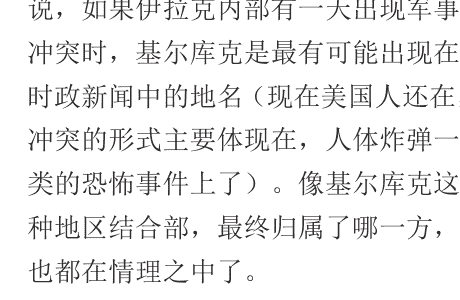 说，如果伊拉克内部有一天出现军事
冲突时，基尔库克是最有可能出现在
时政新闻中的地名（现在美国人还在，
冲突的形式主要体现在，人体炸弹一
类的恐怖事件上了）。像基尔库克这
种地区结合部，最终归属了哪一方，
也都在情理之中了。